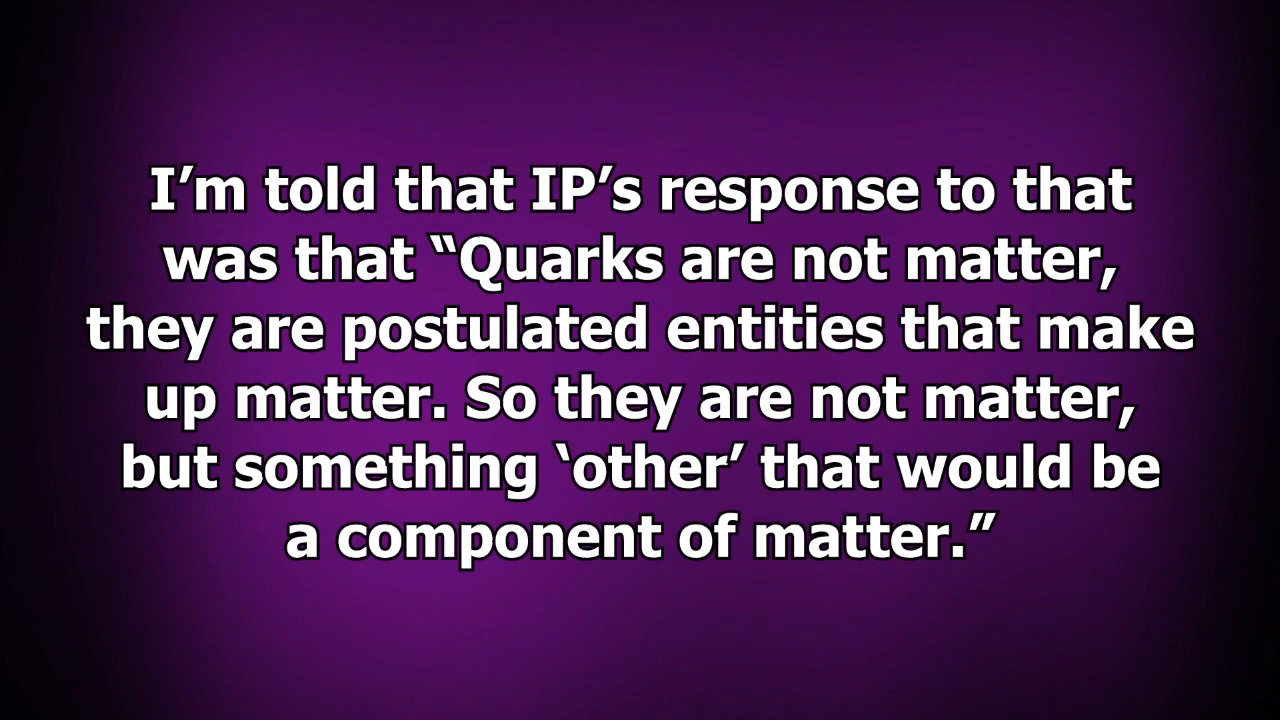 I’m told that IP’s response to that
was that “Quarks are not matter,
they are postulated entities that make
up matter. So they are not matter,
but something ‘other’ that would be
a component of matter.”